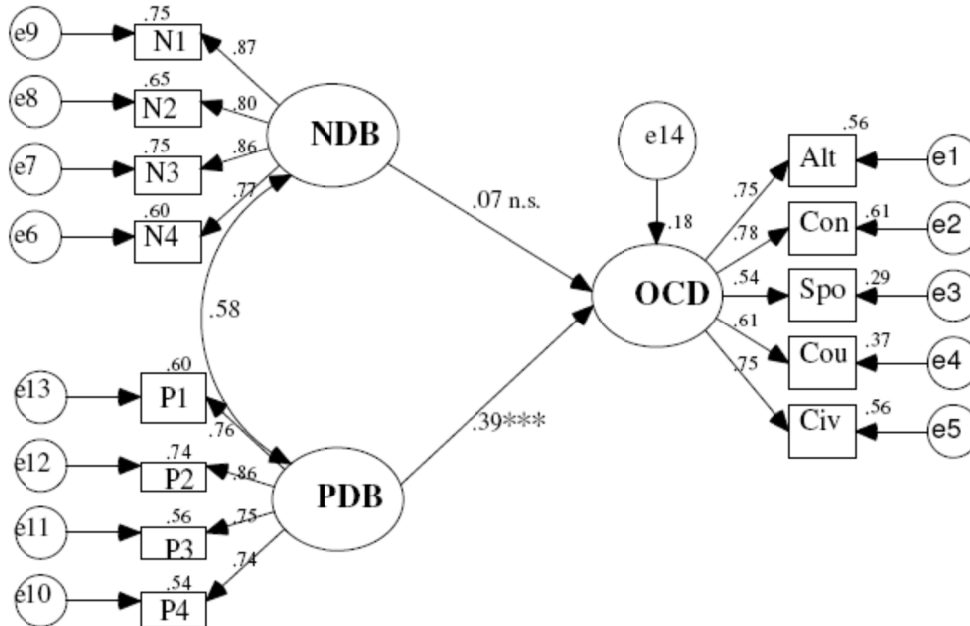 .75
e9
N1
.87
.65
e8
N2
.80
NDB
.75
e7
N3
.86
.60
e6
N4
.77
e14
.07 n.s.
.18
OCD
.56
Alt
e1
.75
Con
.61
e2
.78
Spo
.29
e3
.54
Cou
.37
e4
.61
Civ
.56
e5
.75
.58
.39***
.60
e13
P1
.76
.74
e12
P2
.86
PDB
.56
e11
P3
.75
.54
e10
P4
.74